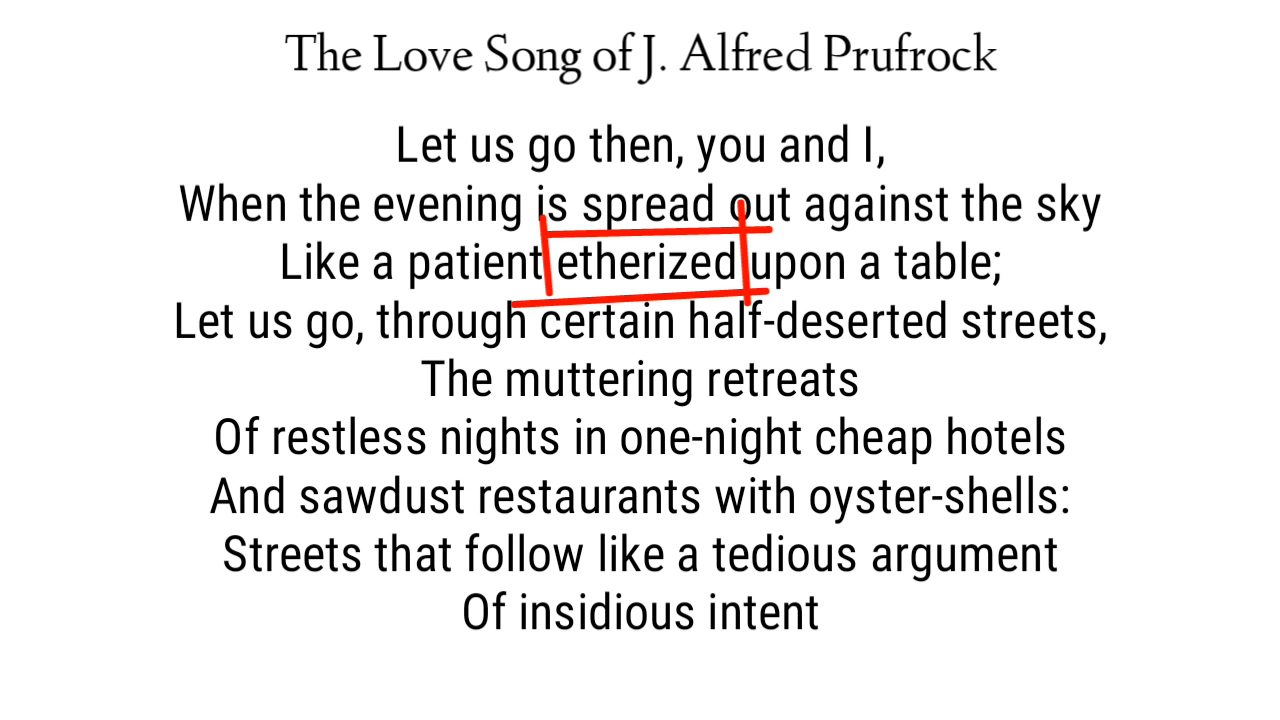 The Love Song of J. Alfred Prufrock
Let us go then, you and I,
When the evening is spread out against the sky
Like a patient etherized upon a table;
Let us go, through certain half-deserted streets,
The muttering retreats
Of restless nights in one-night cheap hotels
And sawdust restaurants with oyster-shells:
Streets that follow like a tedious argument
Of insidious intent